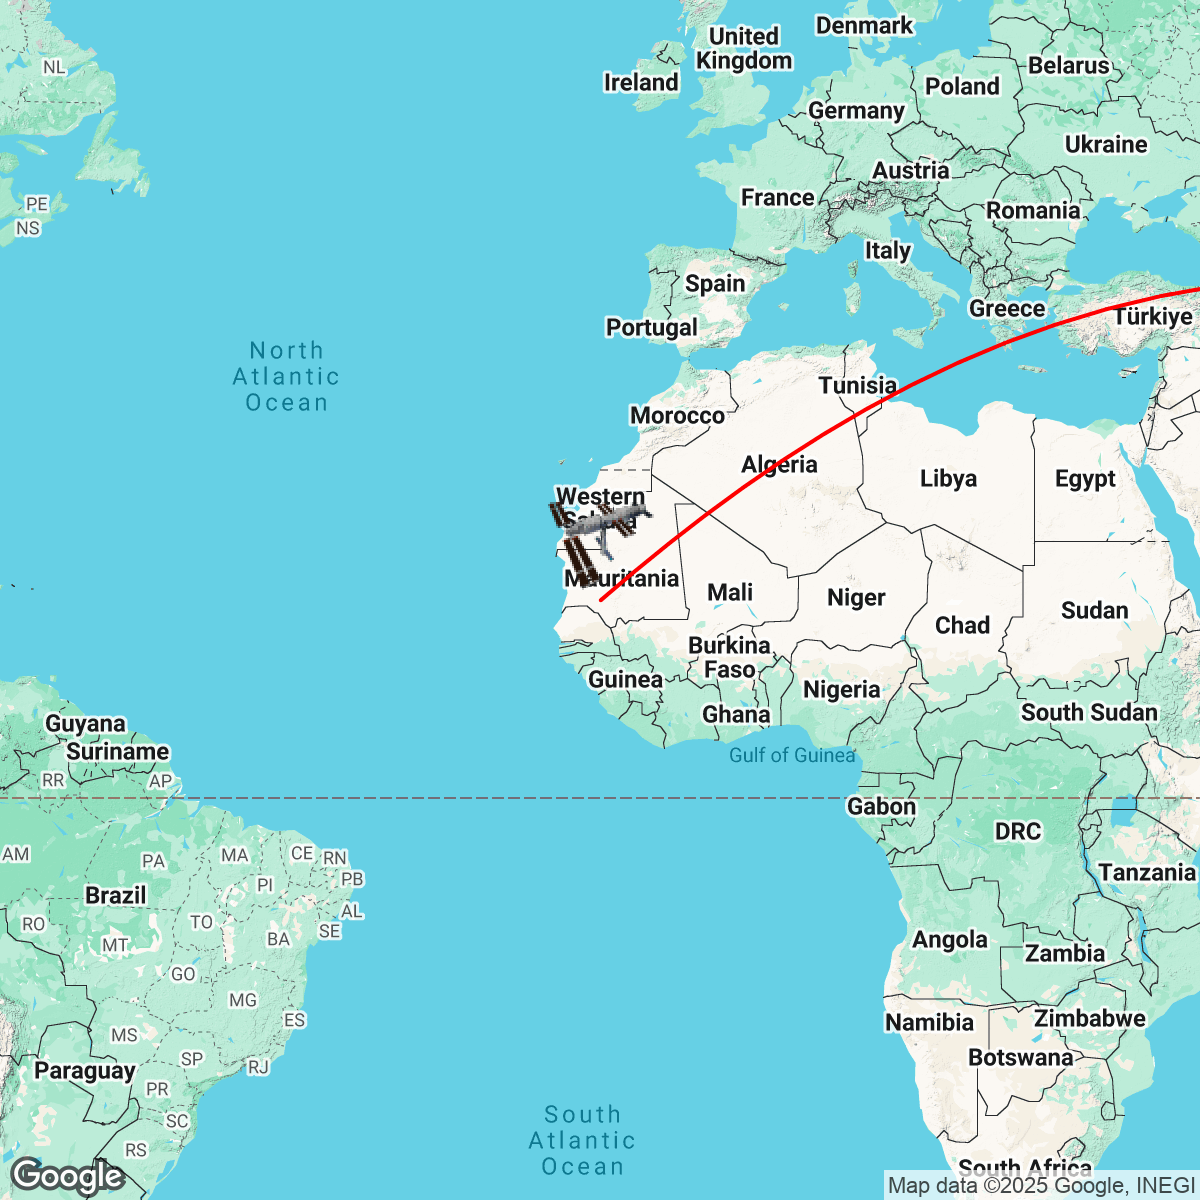 Denmark
United
Kingdom
Belarus
NL
Ireland
Poland
Germany
Ukraine
Austria
PE
France
Romania
NS
Italy
Spain
Greece
Türkiye
Portugal
North
Atlantic
Ocean
Tunisia
Morocco
Algeria
Libya
Egypt
Western
Sahara
Mauritania
Mali
Niger
Sudan
Chad
Burkina
Faso
Guinea
Nigeria
Ghana
South Sudan
Guyana
Suriname
Gulf of Guinea
RR
AP
Gabon
DRC
AM
PA
MA
CE
RN
Tanzania
PI
PB
Brazil
AL
RO
TO
SE
MT
BA
Angola
Zambia
GO
MG
ES
Namibia
Zimbabwe
MS
SP
RJ
Botswana
Paraguay
PR
South
Atlantic
Ocean
SC
RS
South Africa
Google
Map data ©2025 Google, INEGI